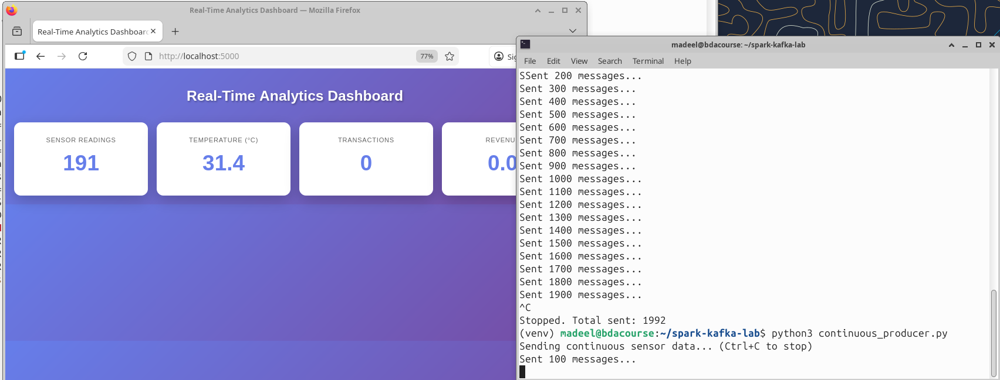 Real-Time Analytics Dashboard — Mozilla Firefox
Real-Time Analytics Dashboard
http://localhost:5000
77%
Sig
Real-Time Analytics Dashboard
SENSOR READINGS
191
TEMPERATURE (°C)
31.4
TRANSACTIONS
0
REVENU
0.0
madeel@bdacourse: ~/spark-kafka-lab
File Edit View Search Terminal Help
SSent 200 messages...
Sent 300 messages...
Sent 400 messages...
Sent 500 messages...
Sent 600 messages...
Sent 700 messages...
Sent 800 messages...
Sent 900 messages...
Sent 1000 messages...
Sent 1100 messages...
Sent 1200 messages...
Sent 1300 messages...
Sent 1400 messages...
Sent 1500 messages...
Sent 1600 messages...
Sent 1700 messages...
Sent 1800 messages...
Sent 1900 messages...
^C
Stopped. Total sent: 1992
(venv) madeel@bdacourse:~/spark-kafka-lab$ python3 continuous_producer.py
Sending continuous sensor data... (Ctrl+C to stop)
Sent 100 messages...